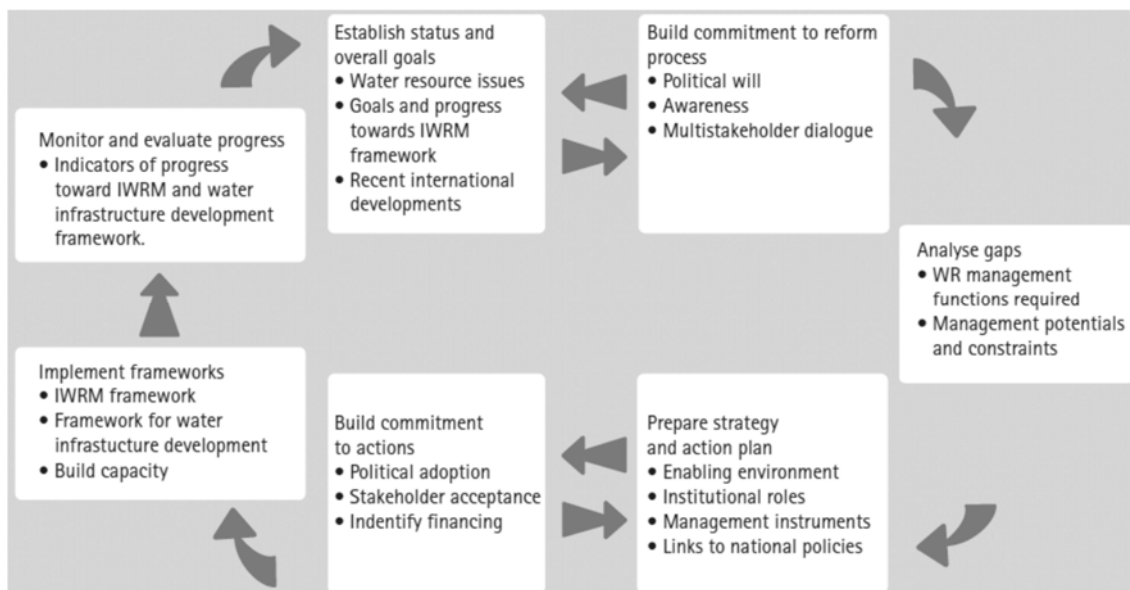 Establish status and
overall goals
• Water resource issues
• Goals and progress
towards IWRM
framework
• Recent international
developments
Build commitment to reform
process
• Political will
• Awareness
• Multistakeholder dialogue
Monitor and evaluate progress
• Indicators of progress
toward IWRM and water
infrastructure development
framework.
Analyse gaps
• WR management
functions required
• Management potentials
and constraints
Implement frameworks
• IWRM framework
• Framework for water
infrastucture development
• Build capacity
Build commitment
to actions
• Political adoption
• Stakeholder acceptance
• Indentify financing
Prepare strategy
and action plan
• Enabling environment
• Institutional roles
• Management instruments
• Links to national policies